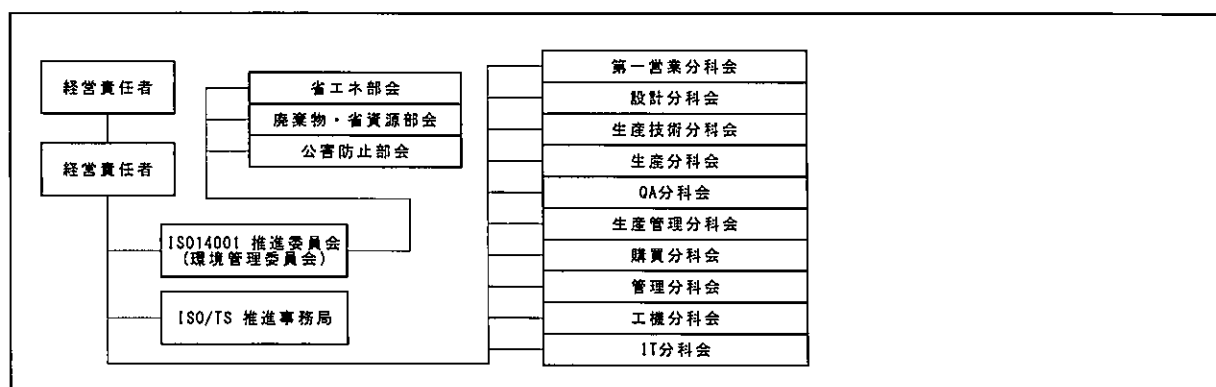 経営責任者
経営責任者
省エネ部会
廃棄物・省資源部会
公害防止部会
ISO14001 推進委員会
(環境管理委員会)
ISO/TS 推進事務局
第一営業分科会
設計分科会
生産技術分科会
生産分科会
QA分科会
生産管理分科会
購買分科会
管理分科会
工機分科会
IT分科会